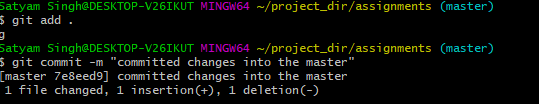 Satyam Singh@DESKTOP-V26IKUT MINGW64 ~/project_dir/assignments (master)
$ git add .
g
Satyam Singh@DESKTOP-V26IKUT MINGW64 ~/project_dir/assignments (master)
$ git commit -m "committed changes into the master"
[master 7e8eed9] committed changes into the master
 1 file changed, 1 insertion(+), 1 deletion(-)